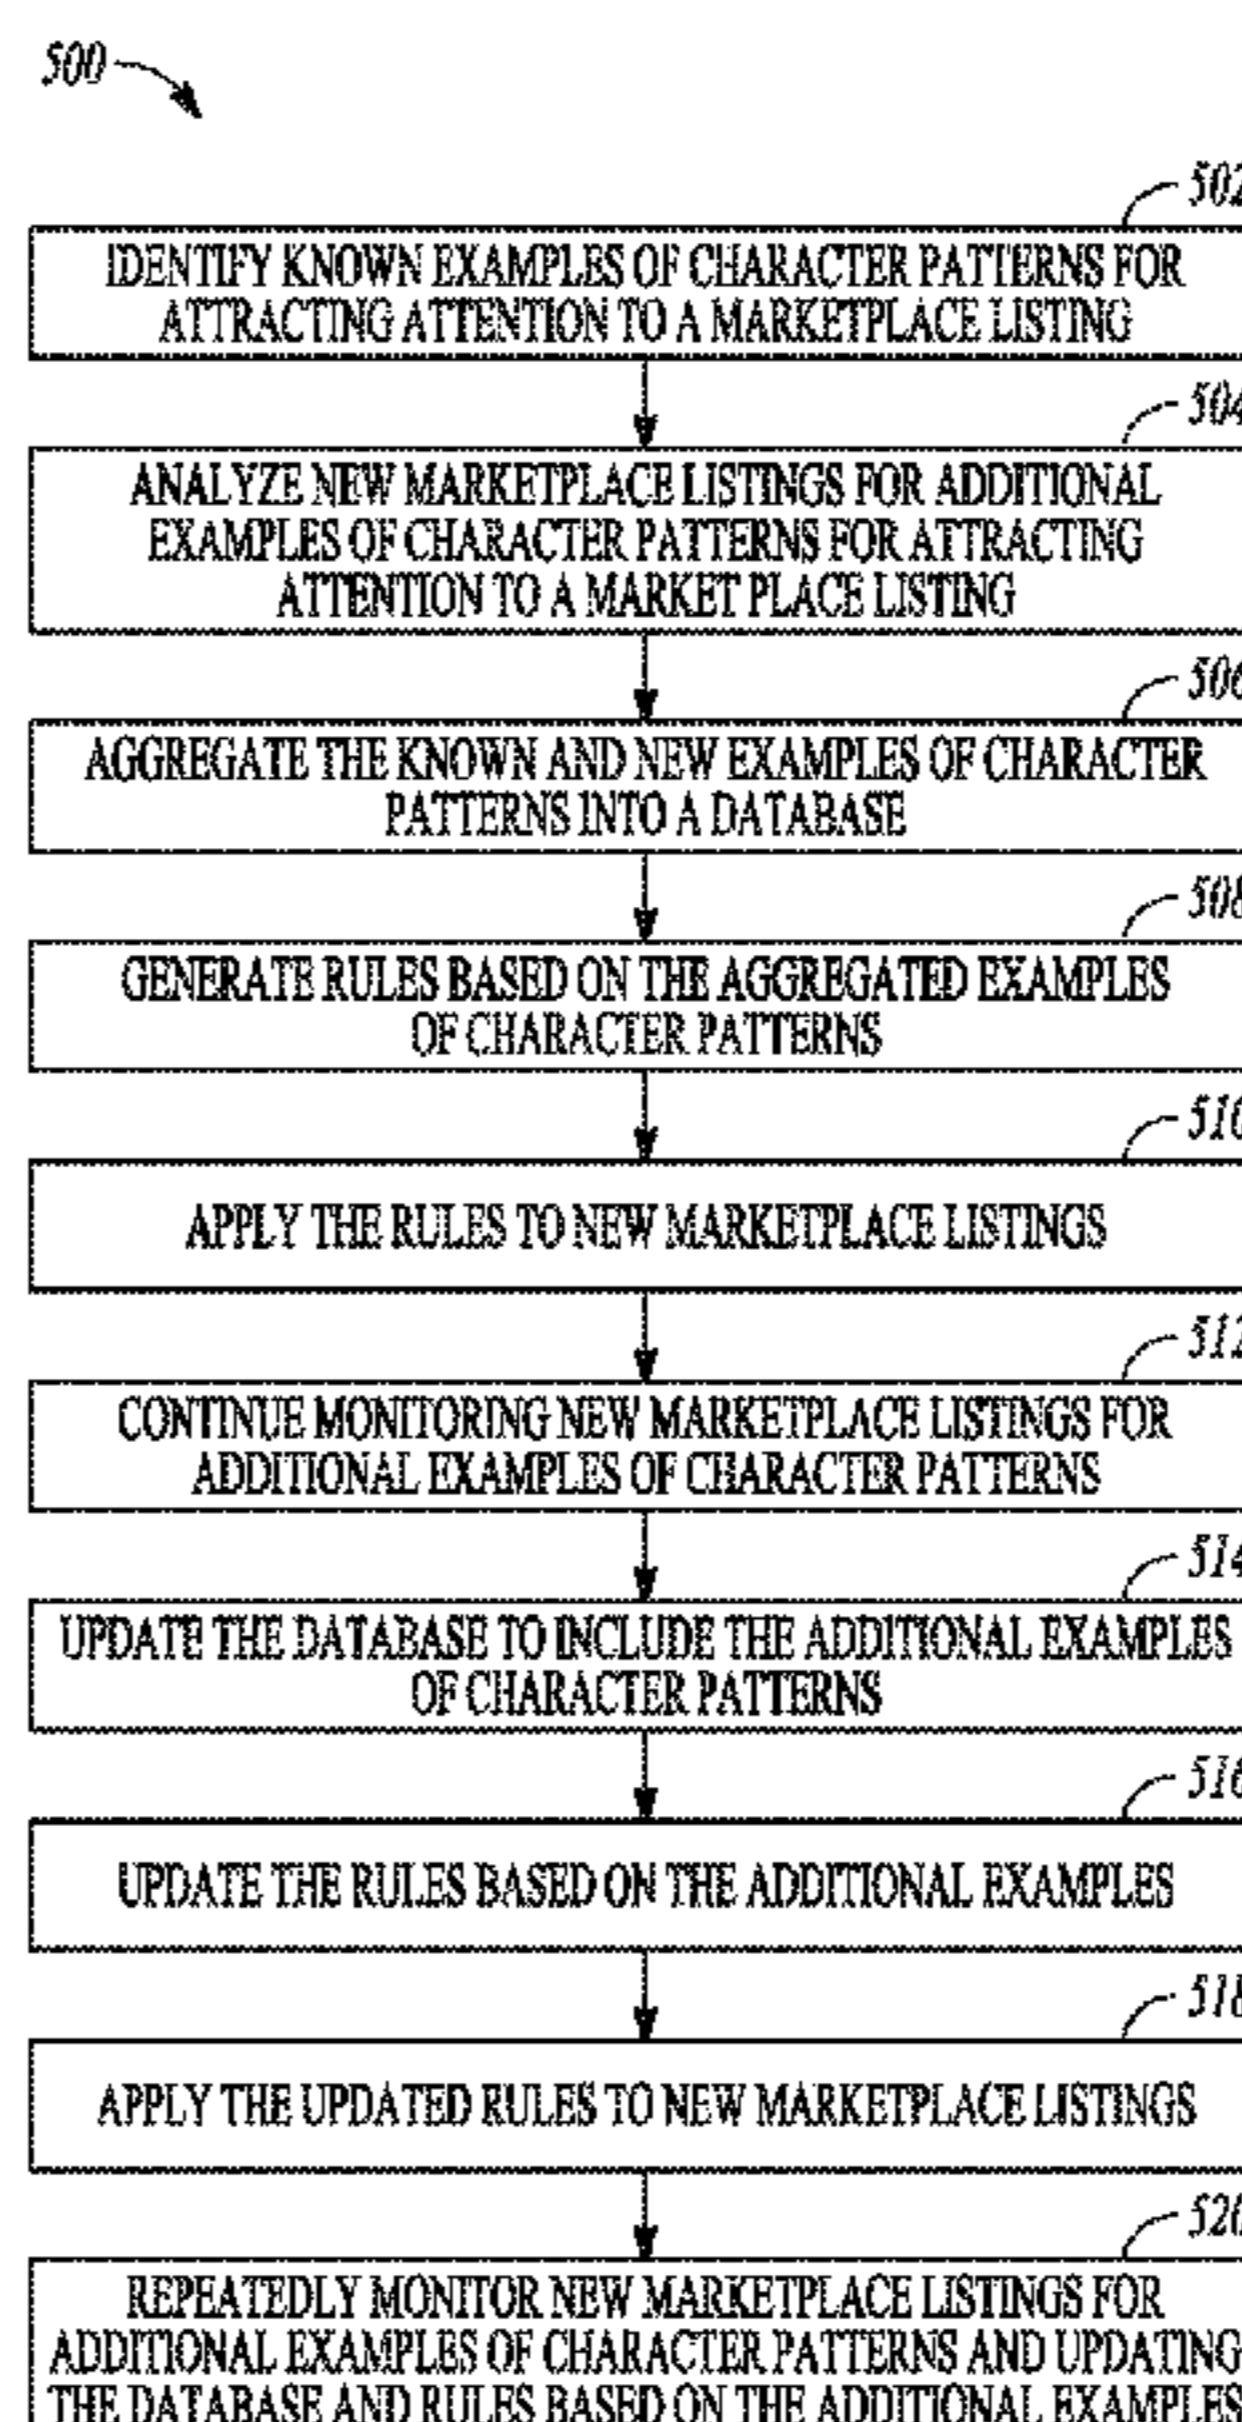 500
502
IDENTIFY KNOWN EXAMPLES OF CHARACTER PATTERNS FOR
ATTRACTING ATTENTION TO A MARKETPLACE LISTING
504
ANALYZE NEW MARKETPLACE LISTINGS FOR ADDITIONAL
EXAMPLES OF CHARACTER PATTERNS FOR ATTRACTING
ATTENTION TO A MARKET PLACE LISTING
506
AGGREGATE THE KNOWN AND NEW EXAMPLES OF CHARACTER
PATTERNS INTO A DATABASE
508
GENERATE RULES BASED ON THE AGGREGATED EXAMPLES
OF CHARACTER PATTERNS
510
APPLY THE RULES TO NEW MARKETPLACE LISTINGS
512
CONTINUE MONITORING NEW MARKETPLACE LISTINGS FOR
ADDITIONAL EXAMPLES OF CHARACTER PATTERNS
514
UPDATE THE DATABASE TO INCLUDE THE ADDITIONAL EXAMPLES
OF CHARACTER PATTERNS
516
UPDATE THE RULES BASED ON THE ADDITIONAL EXAMPLES
518
APPLY THE UPDATED RULES TO NEW MARKETPLACE LISTINGS
520
REPEATEDLY MONITOR NEW MARKETPLACE LISTINGS FOR
ADDITIONAL EXAMPLES OF CHARACTER PATTERNS AND UPDATING
THE DATABASE AND RULES BASED ON THE ADDITIONAL EXAMPLES